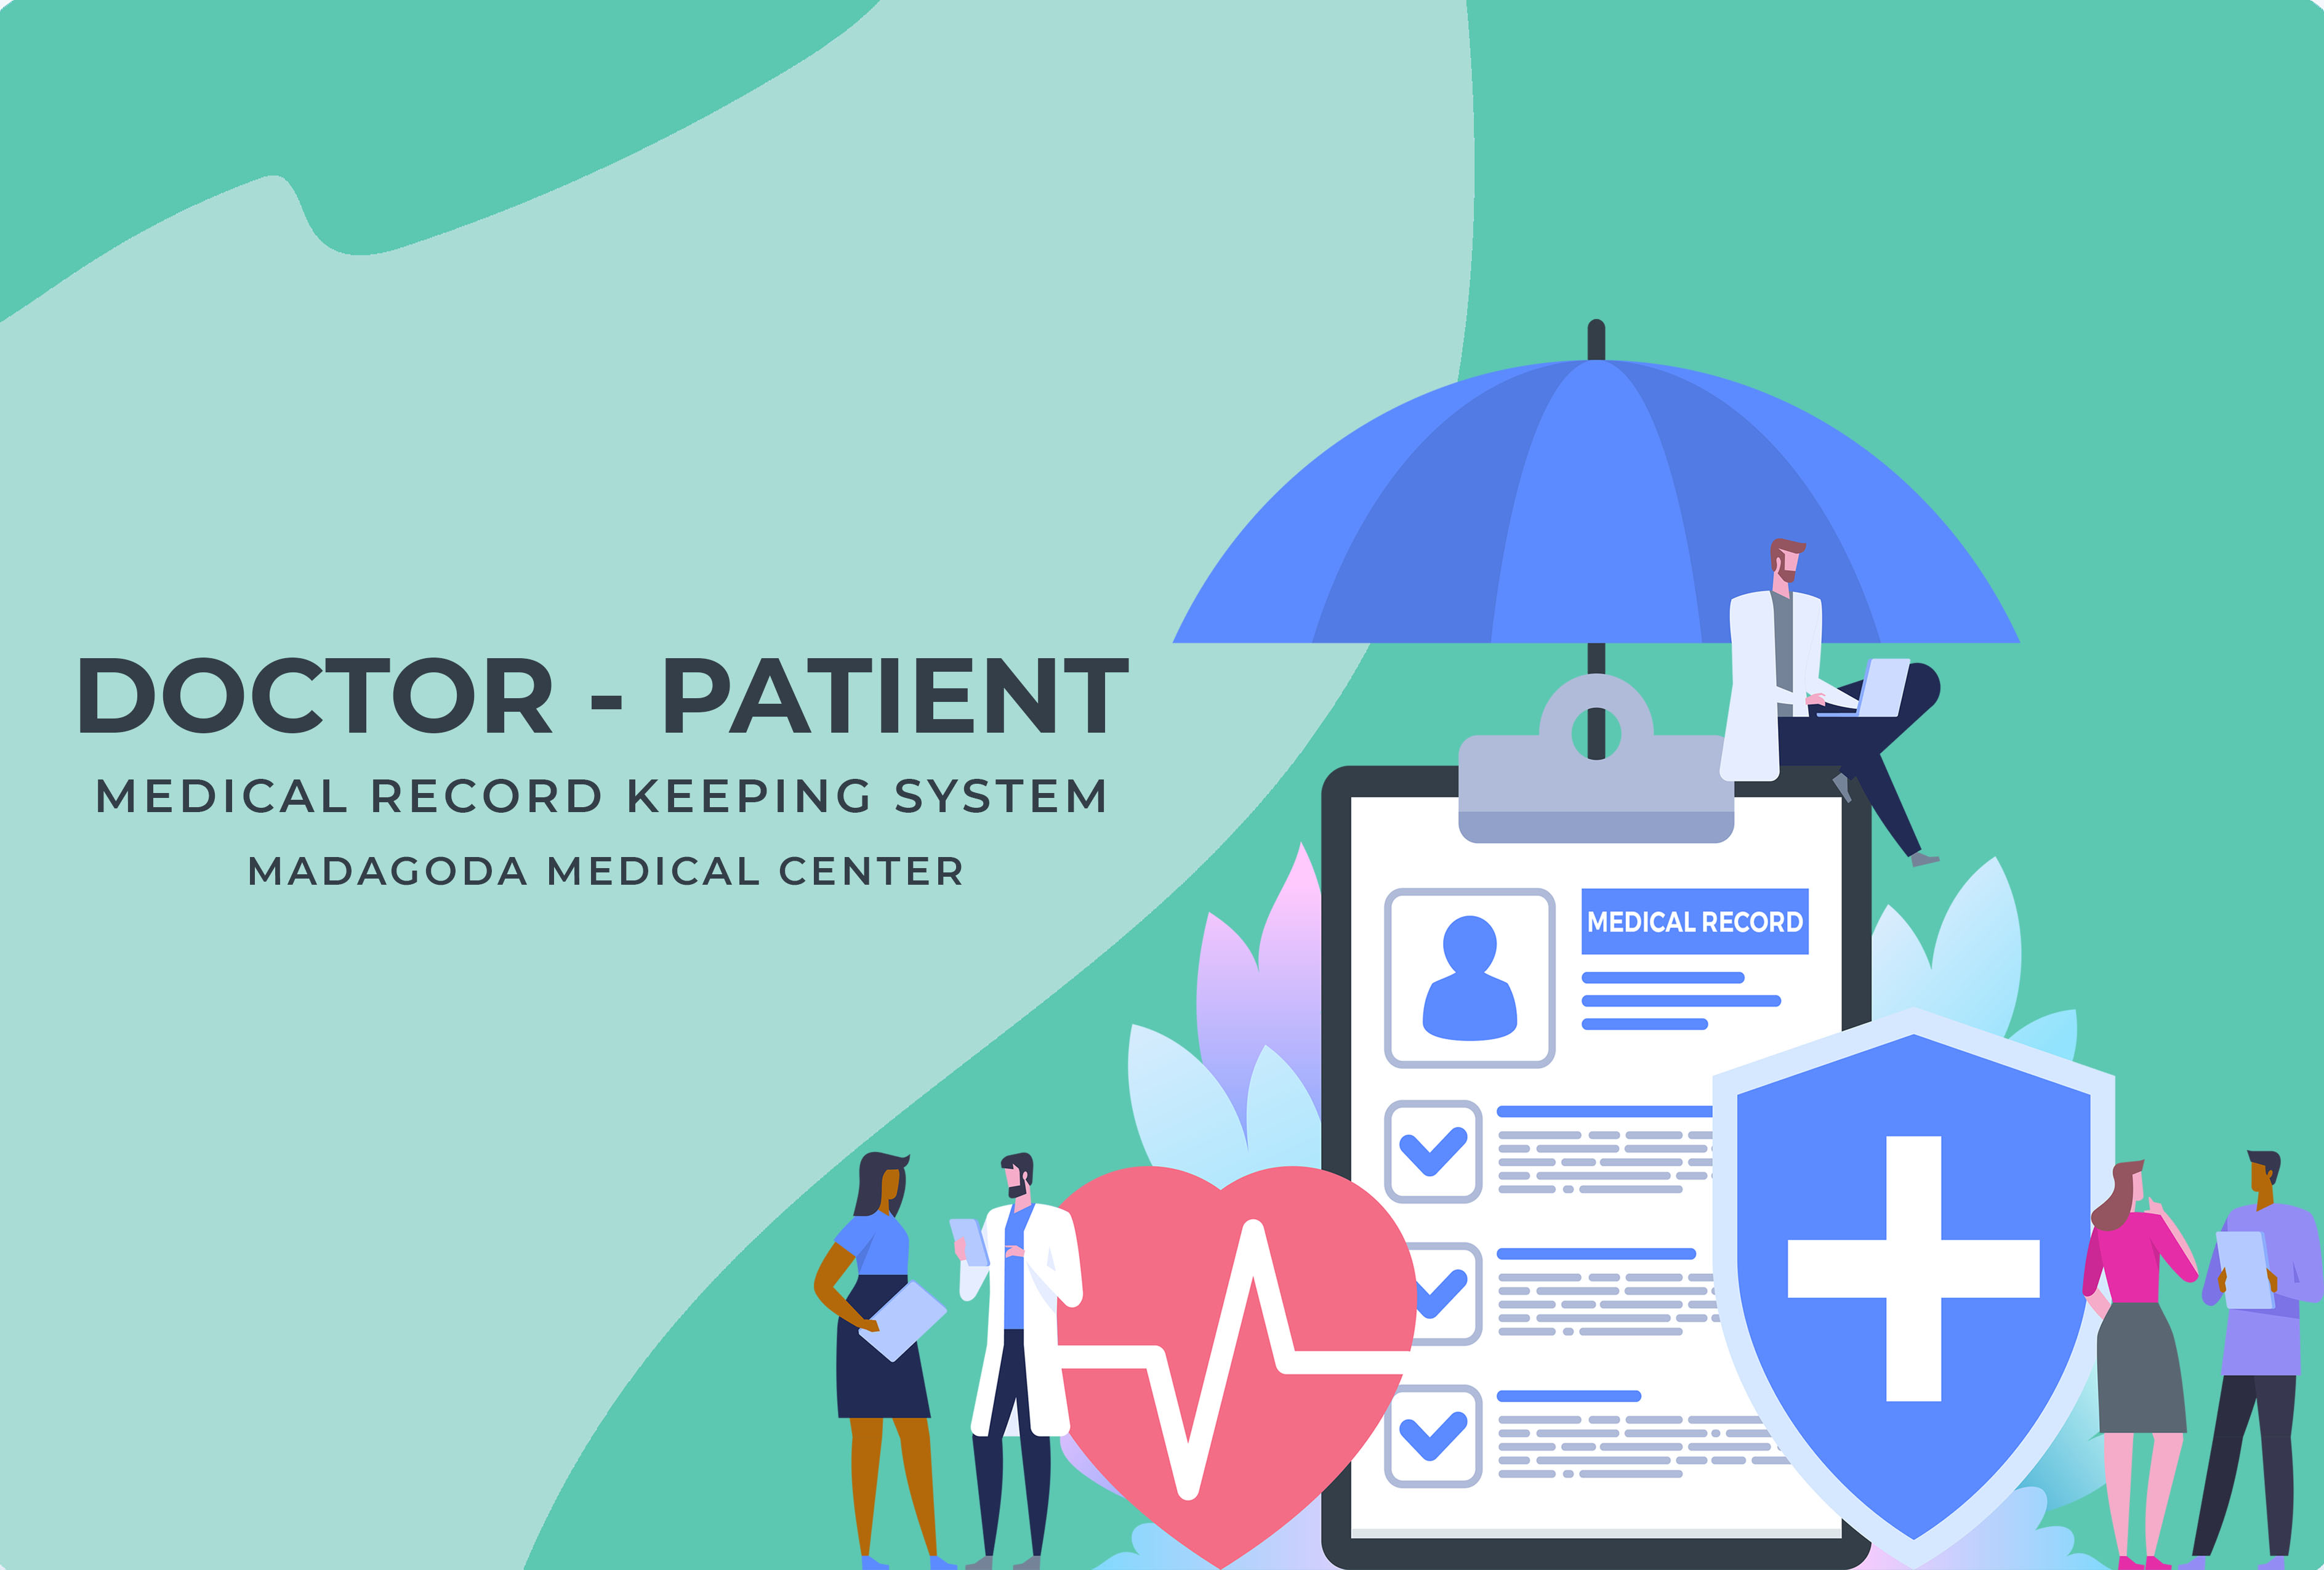 DOCTOR - PATIENT
MEDICAL RECORD KEEPING SYSTEM
MADAGODA MEDICAL CENTER
MEDICAL RECORD